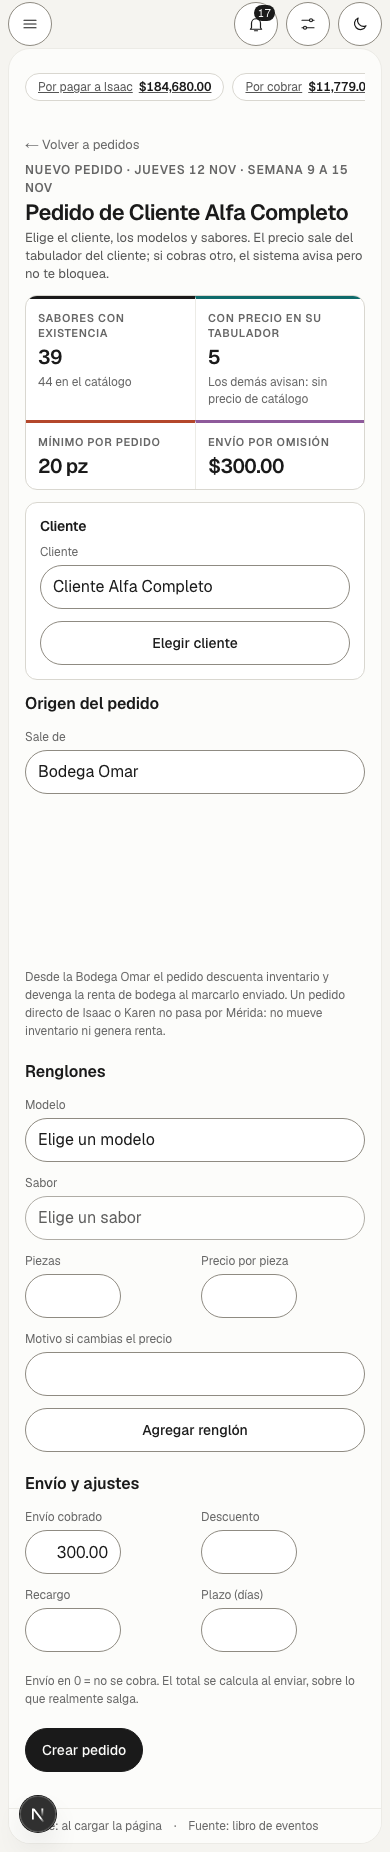 17
Por pagar a Isaac $184,680.00 Por cobrar $11,779.0
← Volver a pedidos
NUEVO PEDIDO · JUEVES 12 NOV · SEMANA 9 A 15
NOV
Pedido de Cliente Alfa Completo
Elige el cliente, los modelos y sabores. El precio sale del
tabulador del cliente; si cobras otro, el sistema avisa pero
no te bloquea.
SABORES CON
EXISTENCIA
39
44 en el catálogo
CON PRECIO EN SU
TABULADOR
5
Los demás avisan: sin
precio de catálogo
MÍNIMO POR PEDIDO
20 pz
ENVÍO POR OMISIÓN
$300.00
Cliente
Cliente
Cliente Alfa Completo
Elegir cliente
Origen del pedido
Sale de
Bodega Omar
Desde la Bodega Omar el pedido descuenta inventario y
devenga la renta de bodega al marcarlo enviado. Un pedido
directo de Isaac o Karen no pasa por Mérida: no mueve
inventario ni genera renta.
Renglones
Modelo
Elige un modelo
Sabor
Elige un sabor
Piezas Precio por pieza
Motivo si cambias el precio
Agregar renglón
Envío y ajustes
Envío cobrado Descuento
300.00
Recargo Plazo (días)
Envío en 0 = no se cobra. El total se calcula al enviar, sobre lo
que realmente salga.
Crear pedido
N
: al cargar la página · Fuente: libro de eventos